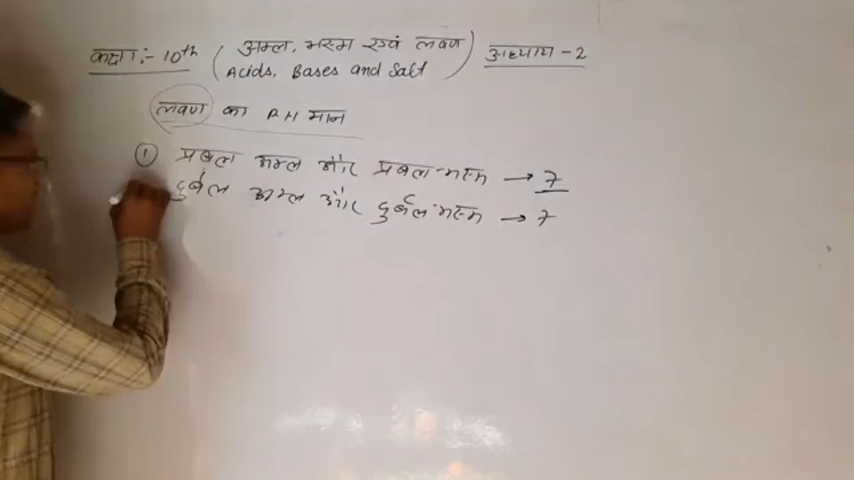 कक्षा:- 10th (अम्ल, भस्म एवं लवण) अध्याय - 2
Acids, Bases and Salt
लवण का PH मान
① प्रबल अम्ल और प्रबल भस्म → 7
दुर्बल अम्ल और दुर्बल भस्म → 7